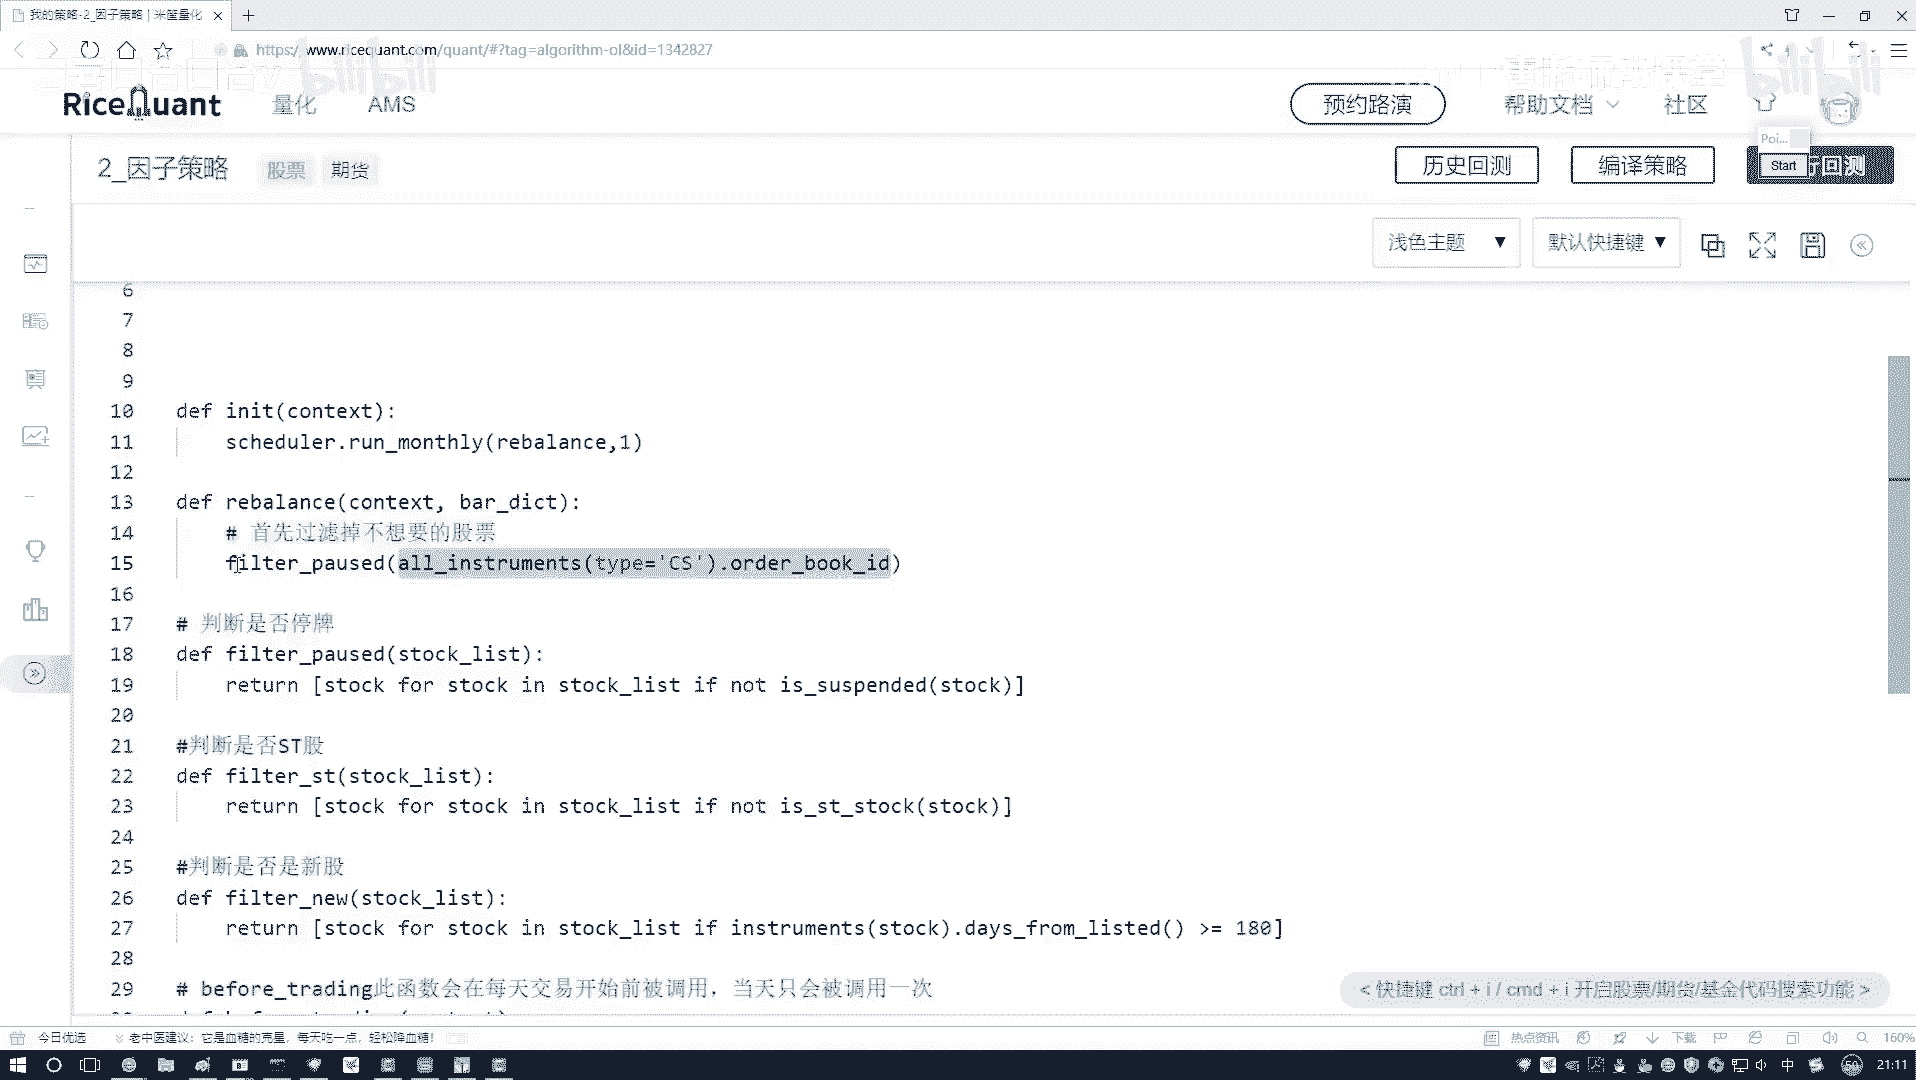 我的策略-2_因子策略 | 米筐量化
https://www.ricequant.com/quant/#?tag=algorithm-ol&id=1342827
bilibili
bilibili
RiceQuant
量化
AMS
预约路演
帮助文档
社区
Poi...
Start
2_因子策略
股票
期货
历史回测
编译策略
行回测
浅色主题
默认快捷键
6
7
8
9
10 def init(context):
11 scheduler.run_monthly(rebalance,1)
12
13 def rebalance(context, bar_dict):
14 # 首先过滤掉不想要的股票
15 filter_paused(all_instruments(type='CS').order_book_id)
16
17 # 判断是否停牌
18 def filter_paused(stock_list):
19 return [stock for stock in stock_list if not is_suspended(stock)]
20
21 #判断是否ST股
22 def filter_st(stock_list):
23 return [stock for stock in stock_list if not is_st_stock(stock)]
24
25 #判断是否是新股
26 def filter_new(stock_list):
27 return [stock for stock in stock_list if instruments(stock).days_from_listed() >= 180]
28
29 # before_trading此函数会在每天交易开始前被调用，当天只会被调用一次
< 快捷键 ctrl + i / cmd + i 开启股票/期货/基金代码搜索功能 >
今日优选
老中医建议：它是血糖的克星，每天吃一点，轻松降血糖！
热点资讯
下载
160%
中
50
21:11